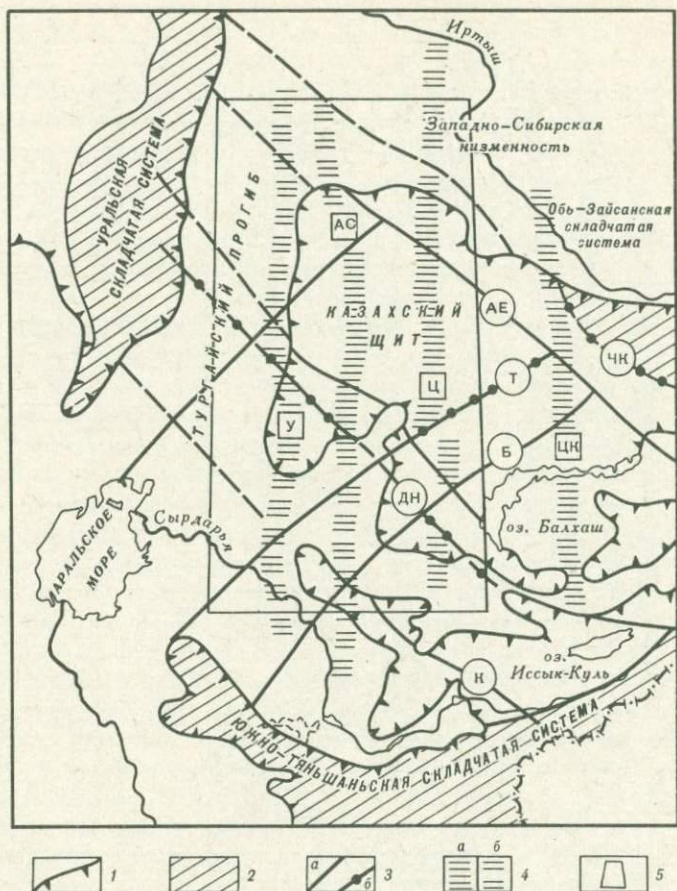 Иртыш
Западно-Сибирская
низменность
Обь-Зайсанская
складчатая
система
УРАЛЬСКАЯ
СКЛАДЧАТАЯ СИСТЕМА
ТУРГАЙСКИЙ ПРОГИБ
АС
КАЗАХСКИЙ
ЩИТ
АЕ
ЧК
Т
Ц
У
Б
ЦК
ДН
оз. Балхаш
Сырдарья
АРАЛЬСКОЕ
МОРЕ
оз.
Иссык-Куль
К
ЮЖНО-ТЯНЬШАНЬСКАЯ СКЛАДЧАТАЯ СИСТЕМА
1
2
а
б
3
а
б
4
5